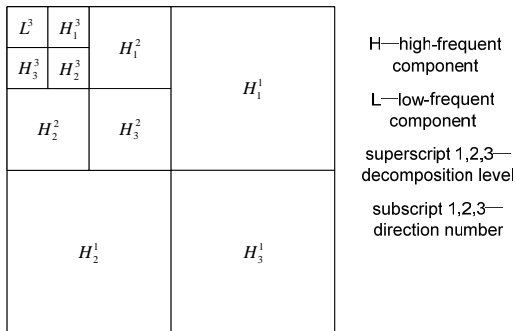 L³ H₁³ H₁²
H₃³ H₂³
H₁¹
H₂² H₃²
H₂¹ H₃¹
H—high-frequent
component
L—low-frequent
component
superscript 1,2,3—
decomposition level
subscript 1,2,3—
direction number